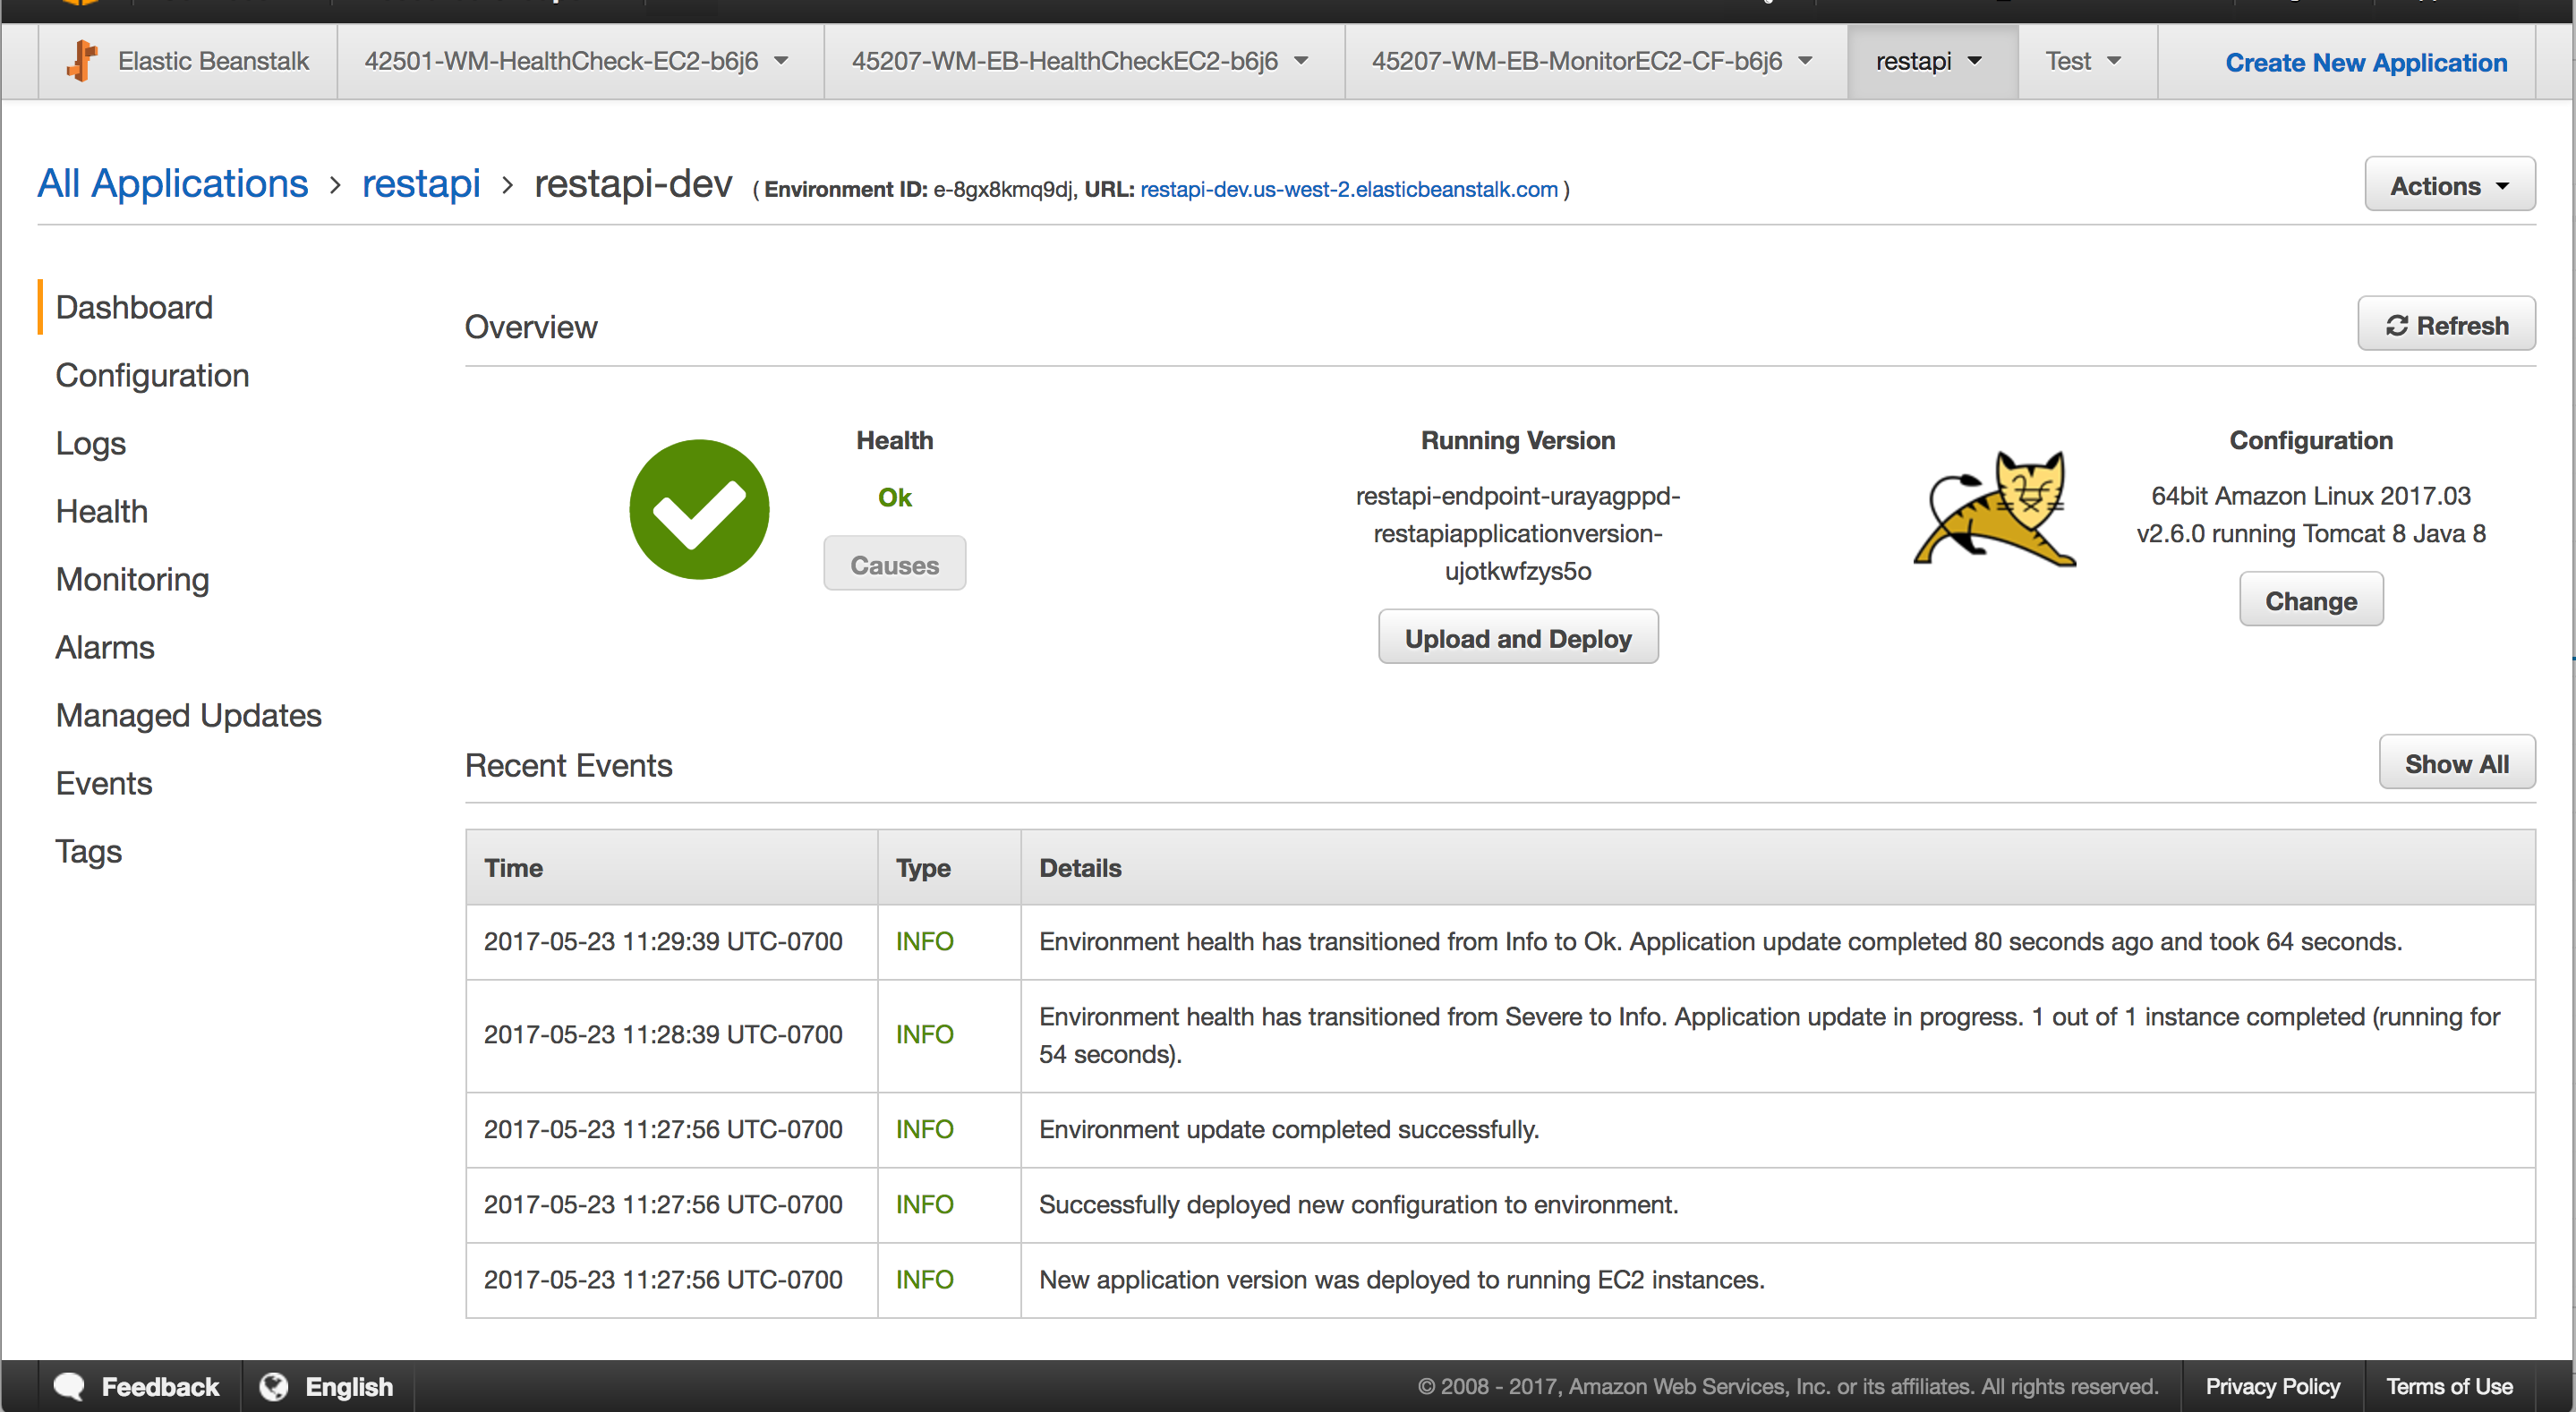 Elastic Beanstalk 42501-WM-HealthCheck-EC2-b6j6 45207-WM-EB-HealthCheckEC2-b6j6 45207-WM-EB-MonitorEC2-CF-b6j6 restapi Test Create New Application
All Applications > restapi > restapi-dev ( Environment ID: e-8gx8kmq9dj, URL: restapi-dev.us-west-2.elasticbeanstalk.com )
Actions
Dashboard
Configuration
Logs
Health
Monitoring
Alarms
Managed Updates
Events
Tags
Overview
Refresh
Health
Ok
Causes
Running Version
restapi-endpoint-urayagppd-
restapiapplicationversion-
ujotkwfzys5o
Upload and Deploy
Configuration
64bit Amazon Linux 2017.03
v2.6.0 running Tomcat 8 Java 8
Change
Recent Events
Show All
Time Type Details
2017-05-23 11:29:39 UTC-0700 INFO Environment health has transitioned from Info to Ok. Application update completed 80 seconds ago and took 64 seconds.
2017-05-23 11:28:39 UTC-0700 INFO Environment health has transitioned from Severe to Info. Application update in progress. 1 out of 1 instance completed (running for
54 seconds).
2017-05-23 11:27:56 UTC-0700 INFO Environment update completed successfully.
2017-05-23 11:27:56 UTC-0700 INFO Successfully deployed new configuration to environment.
2017-05-23 11:27:56 UTC-0700 INFO New application version was deployed to running EC2 instances.
Feedback English © 2008 - 2017, Amazon Web Services, Inc. or its affiliates. All rights reserved. Privacy Policy Terms of Use